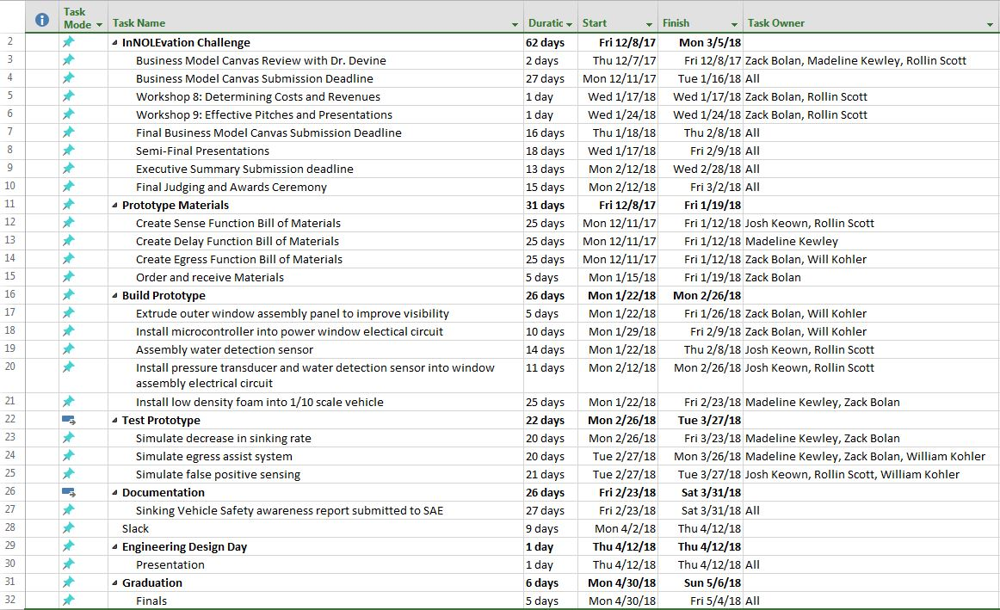 Task Mode Task Name Duratic Start Finish Task Owner
2 InNOLEvation Challenge 62 days Fri 12/8/17 Mon 3/5/18
3 Business Model Canvas Review with Dr. Devine 2 days Thu 12/7/17 Fri 12/8/17 Zack Bolan, Madeline Kewley, Rollin Scott
4 Business Model Canvas Submission Deadline 27 days Mon 12/11/17 Tue 1/16/18 All
5 Workshop 8: Determining Costs and Revenues 1 day Wed 1/17/18 Wed 1/17/18 Zack Bolan, Rollin Scott
6 Workshop 9: Effective Pitches and Presentations 1 day Wed 1/24/18 Wed 1/24/18 Zack Bolan, Rollin Scott
7 Final Business Model Canvas Submission Deadline 16 days Thu 1/18/18 Thu 2/8/18 All
8 Semi-Final Presentations 18 days Wed 1/17/18 Fri 2/9/18 All
9 Executive Summary Submission deadline 13 days Mon 2/12/18 Wed 2/28/18 All
10 Final Judging and Awards Ceremony 15 days Mon 2/12/18 Fri 3/2/18 All
11 Prototype Materials 31 days Fri 12/8/17 Fri 1/19/18
12 Create Sense Function Bill of Materials 25 days Mon 12/11/17 Fri 1/12/18 Josh Keown, Rollin Scott
13 Create Delay Function Bill of Materials 25 days Mon 12/11/17 Fri 1/12/18 Madeline Kewley
14 Create Egress Function Bill of Materials 25 days Mon 12/11/17 Fri 1/12/18 Zack Bolan, Will Kohler
15 Order and receive Materials 5 days Mon 1/15/18 Fri 1/19/18 Zack Bolan
16 Build Prototype 26 days Mon 1/22/18 Mon 2/26/18
17 Extrude outer window assembly panel to improve visibility 5 days Mon 1/22/18 Fri 1/26/18 Zack Bolan, Will Kohler
18 Install microcontroller into power window electical circuit 10 days Mon 1/29/18 Fri 2/9/18 Zack Bolan, Will Kohler
19 Assembly water detection sensor 14 days Mon 1/22/18 Thu 2/8/18 Josh Keown, Rollin Scott
20 Install pressure transducer and water detection sensor into window 11 days Mon 2/12/18 Mon 2/26/18 Josh Keown, Rollin Scott
assembly electrical circuit
21 Install low density foam into 1/10 scale vehicle 25 days Mon 1/22/18 Fri 2/23/18 Madeline Kewley, Zack Bolan
22 Test Prototype 22 days Mon 2/26/18 Tue 3/27/18
23 Simulate decrease in sinking rate 20 days Mon 2/26/18 Fri 3/23/18 Madeline Kewley, Zack Bolan
24 Simulate egress assist system 20 days Tue 2/27/18 Mon 3/26/18 Madeline Kewley, Zack Bolan, William Kohler
25 Simulate false positive sensing 21 days Tue 2/27/18 Tue 3/27/18 Josh Keown, Rollin Scott, William Kohler
26 Documentation 26 days Fri 2/23/18 Sat 3/31/18
27 Sinking Vehicle Safety awareness report submitted to SAE 27 days Fri 2/23/18 Sat 3/31/18 All
28 Slack 9 days Mon 4/2/18 Thu 4/12/18
29 Engineering Design Day 1 day Thu 4/12/18 Thu 4/12/18
30 Presentation 1 day Thu 4/12/18 Thu 4/12/18 All
31 Graduation 6 days Mon 4/30/18 Sun 5/6/18
32 Finals 5 days Mon 4/30/18 Fri 5/4/18 All